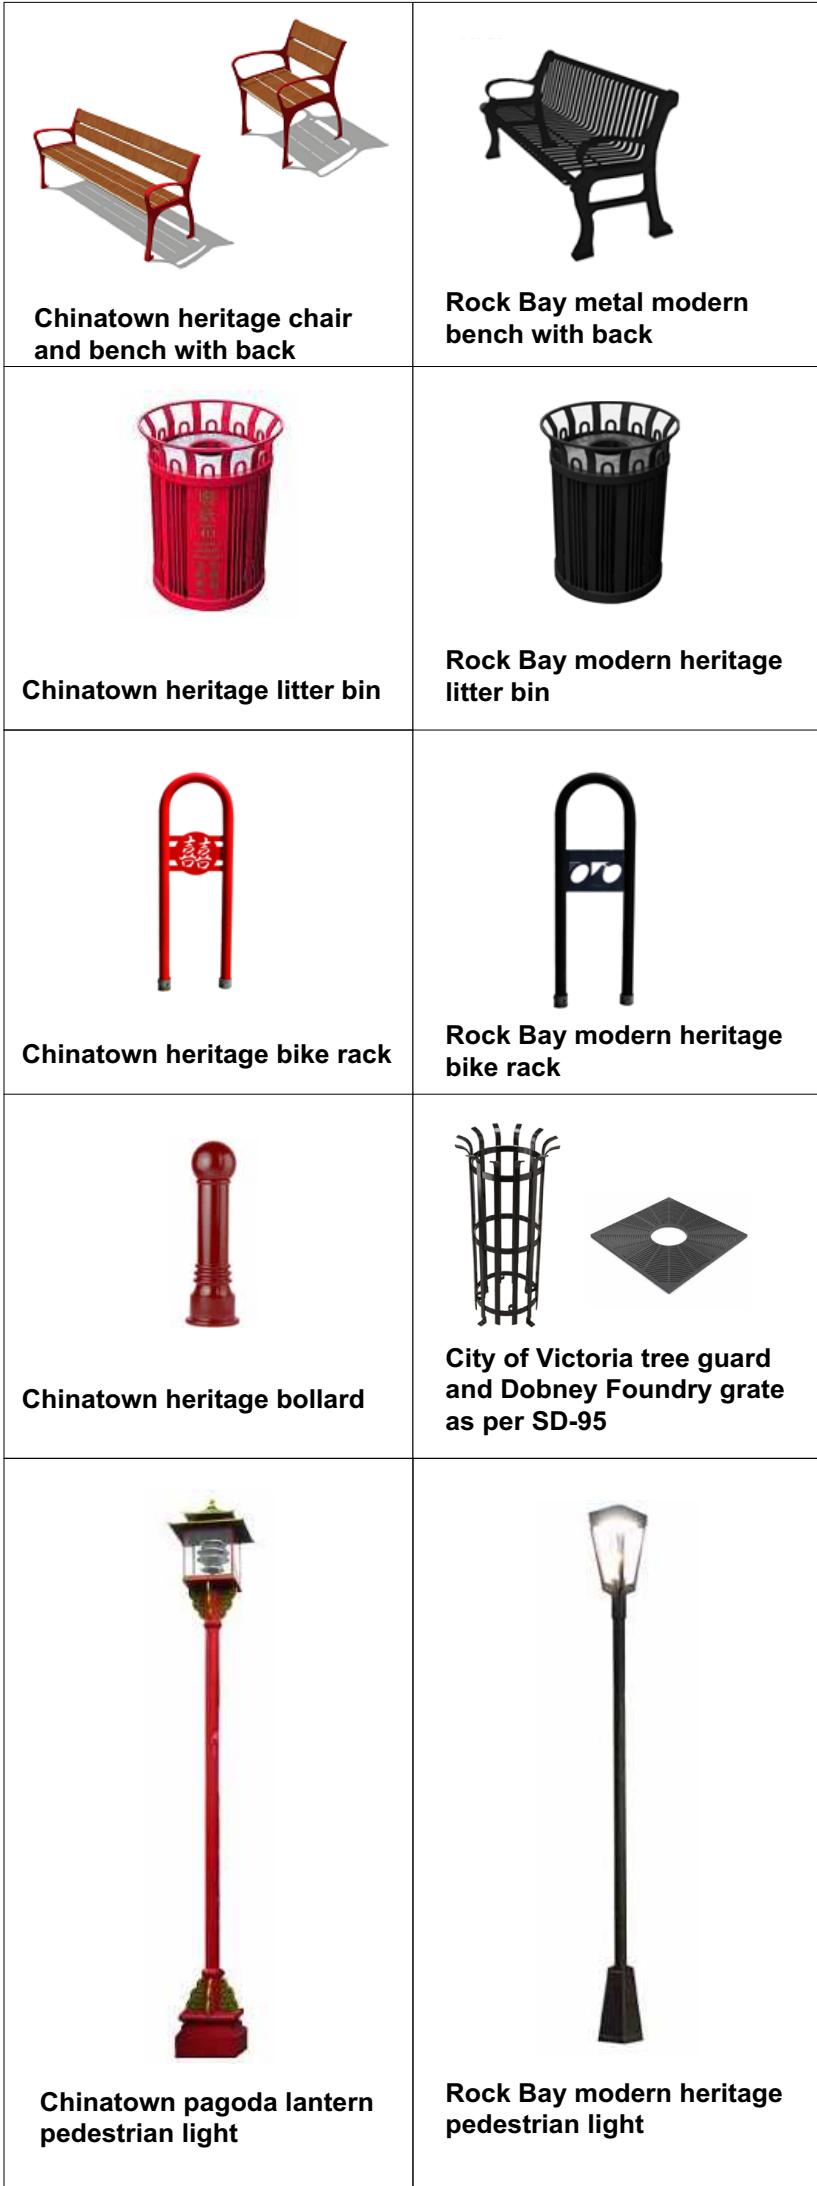 Chinatown heritage chair
and bench with back
Rock Bay metal modern
bench with back
Chinatown heritage litter bin
Rock Bay modern heritage
litter bin
囍
Chinatown heritage bike rack
Rock Bay modern heritage
bike rack
Chinatown heritage bollard
City of Victoria tree guard
and Dobney Foundry grate
as per SD-95
Chinatown pagoda lantern
pedestrian light
Rock Bay modern heritage
pedestrian light